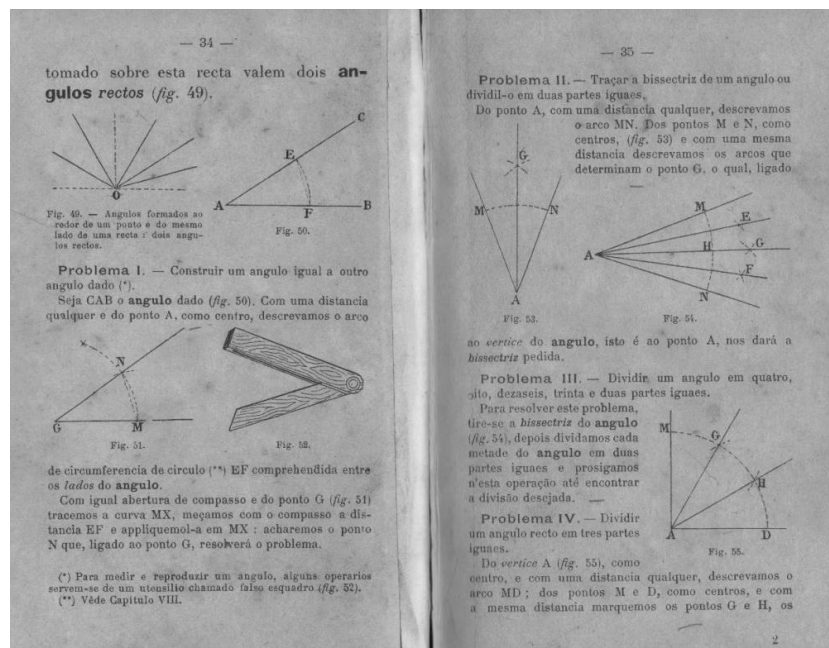 — 34 —
tomado sobre esta recta valem dois an-
gulos rectos (fig. 49).
O
C
E
A
F
B
Fig. 49. — Angulos formados ao
redor de um ponto e do mesmo
lado de uma recta : dois angu-
los rectos.
Fig. 50.
Problema I. — Construir um angulo igual a outro
angulo dado (*).
Seja CAB o angulo dado (fig. 50). Com uma distancia
qualquer e do ponto A, como centro, descrevamos o arco
x
N
G
M
Fig. 51.
Fig. 52.
de circumferencia de circulo (**) EF comprehendida entre
os lados do angulo.
Com igual abertura de compasso e do ponto G (fig. 51)
tracemos a curva MX, meçamos com o compasso a dis-
tancia EF e appliquemol-a em MX : acharemos o ponto
N que, ligado ao ponto G, resolverá o problema.
(*) Para medir e reproduzir um angulo, alguns operarios
servem-se de um utensilio chamado falso esquadro (fig. 52).
(**) Véde Capitulo VIII.
— 35 —
Problema II. — Traçar a bissectriz de um angulo ou
dividil-o em duas partes iguaes.
Do ponto A, com uma distancia qualquer, descrevamos
o arco MN. Dos pontos M e N, como
centros, (fig. 53) e com uma mesma
distancia descrevamos os arcos que
determinam o ponto G, o qual, ligado
G
M
N
A
Fig. 53.
M
E
A
H
G
F
N
Fig. 54.
ao vertice do angulo, isto é ao ponto A, nos dará a
bissectriz pedida.
Problema III. — Dividir um angulo em quatro,
oito, dezaseis, trinta e duas partes iguaes.
Para resolver este problema,
tire-se a bissectriz do angulo
(fig. 54), depois dividamos cada
metade do angulo em duas
partes iguaes e prosigamos
n'esta operação até encontrar
a divisão desejada.
M
G
H
A
D
Fig. 55.
Problema IV. — Dividir
um angulo recto em tres partes
iguaes.
Do vertice A (fig. 55), como
centro, e com uma distancia qualquer, descrevamos o
arco MD ; dos pontos M e D, como centros, e com
a mesma distancia marquemos os pontos G e H, os
2